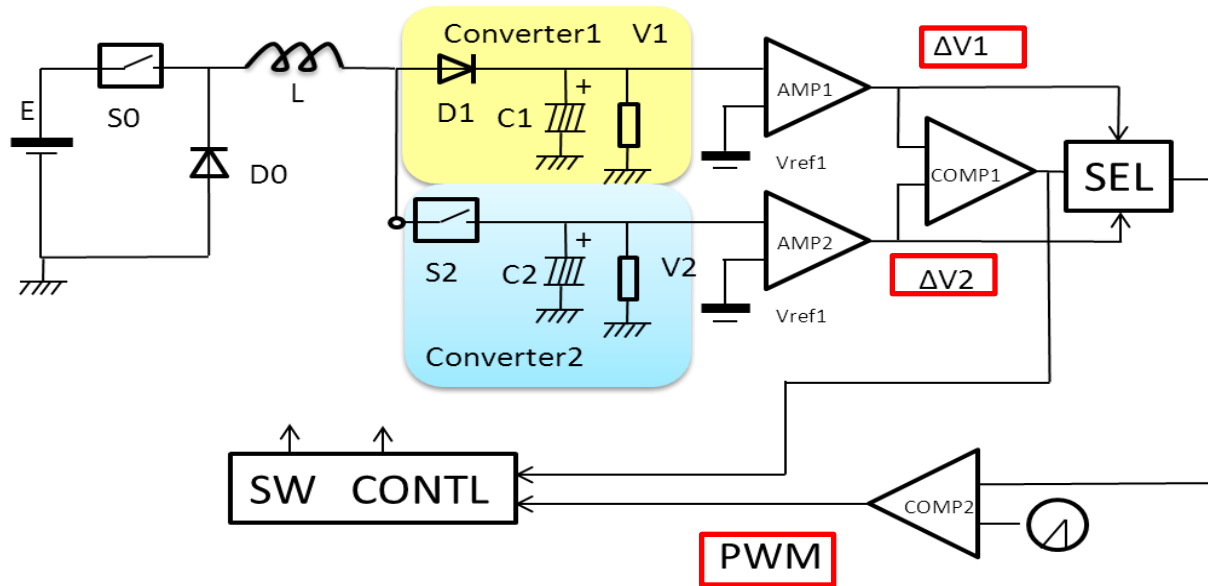 Converter1 V1
ΔV1
E
S0
L
D1
C1
+
AMP1
Vref1
D0
COMP1
SEL
S2
C2
+
V2
AMP2
Vref1
ΔV2
Converter2
SW CONTL
COMP2
PWM